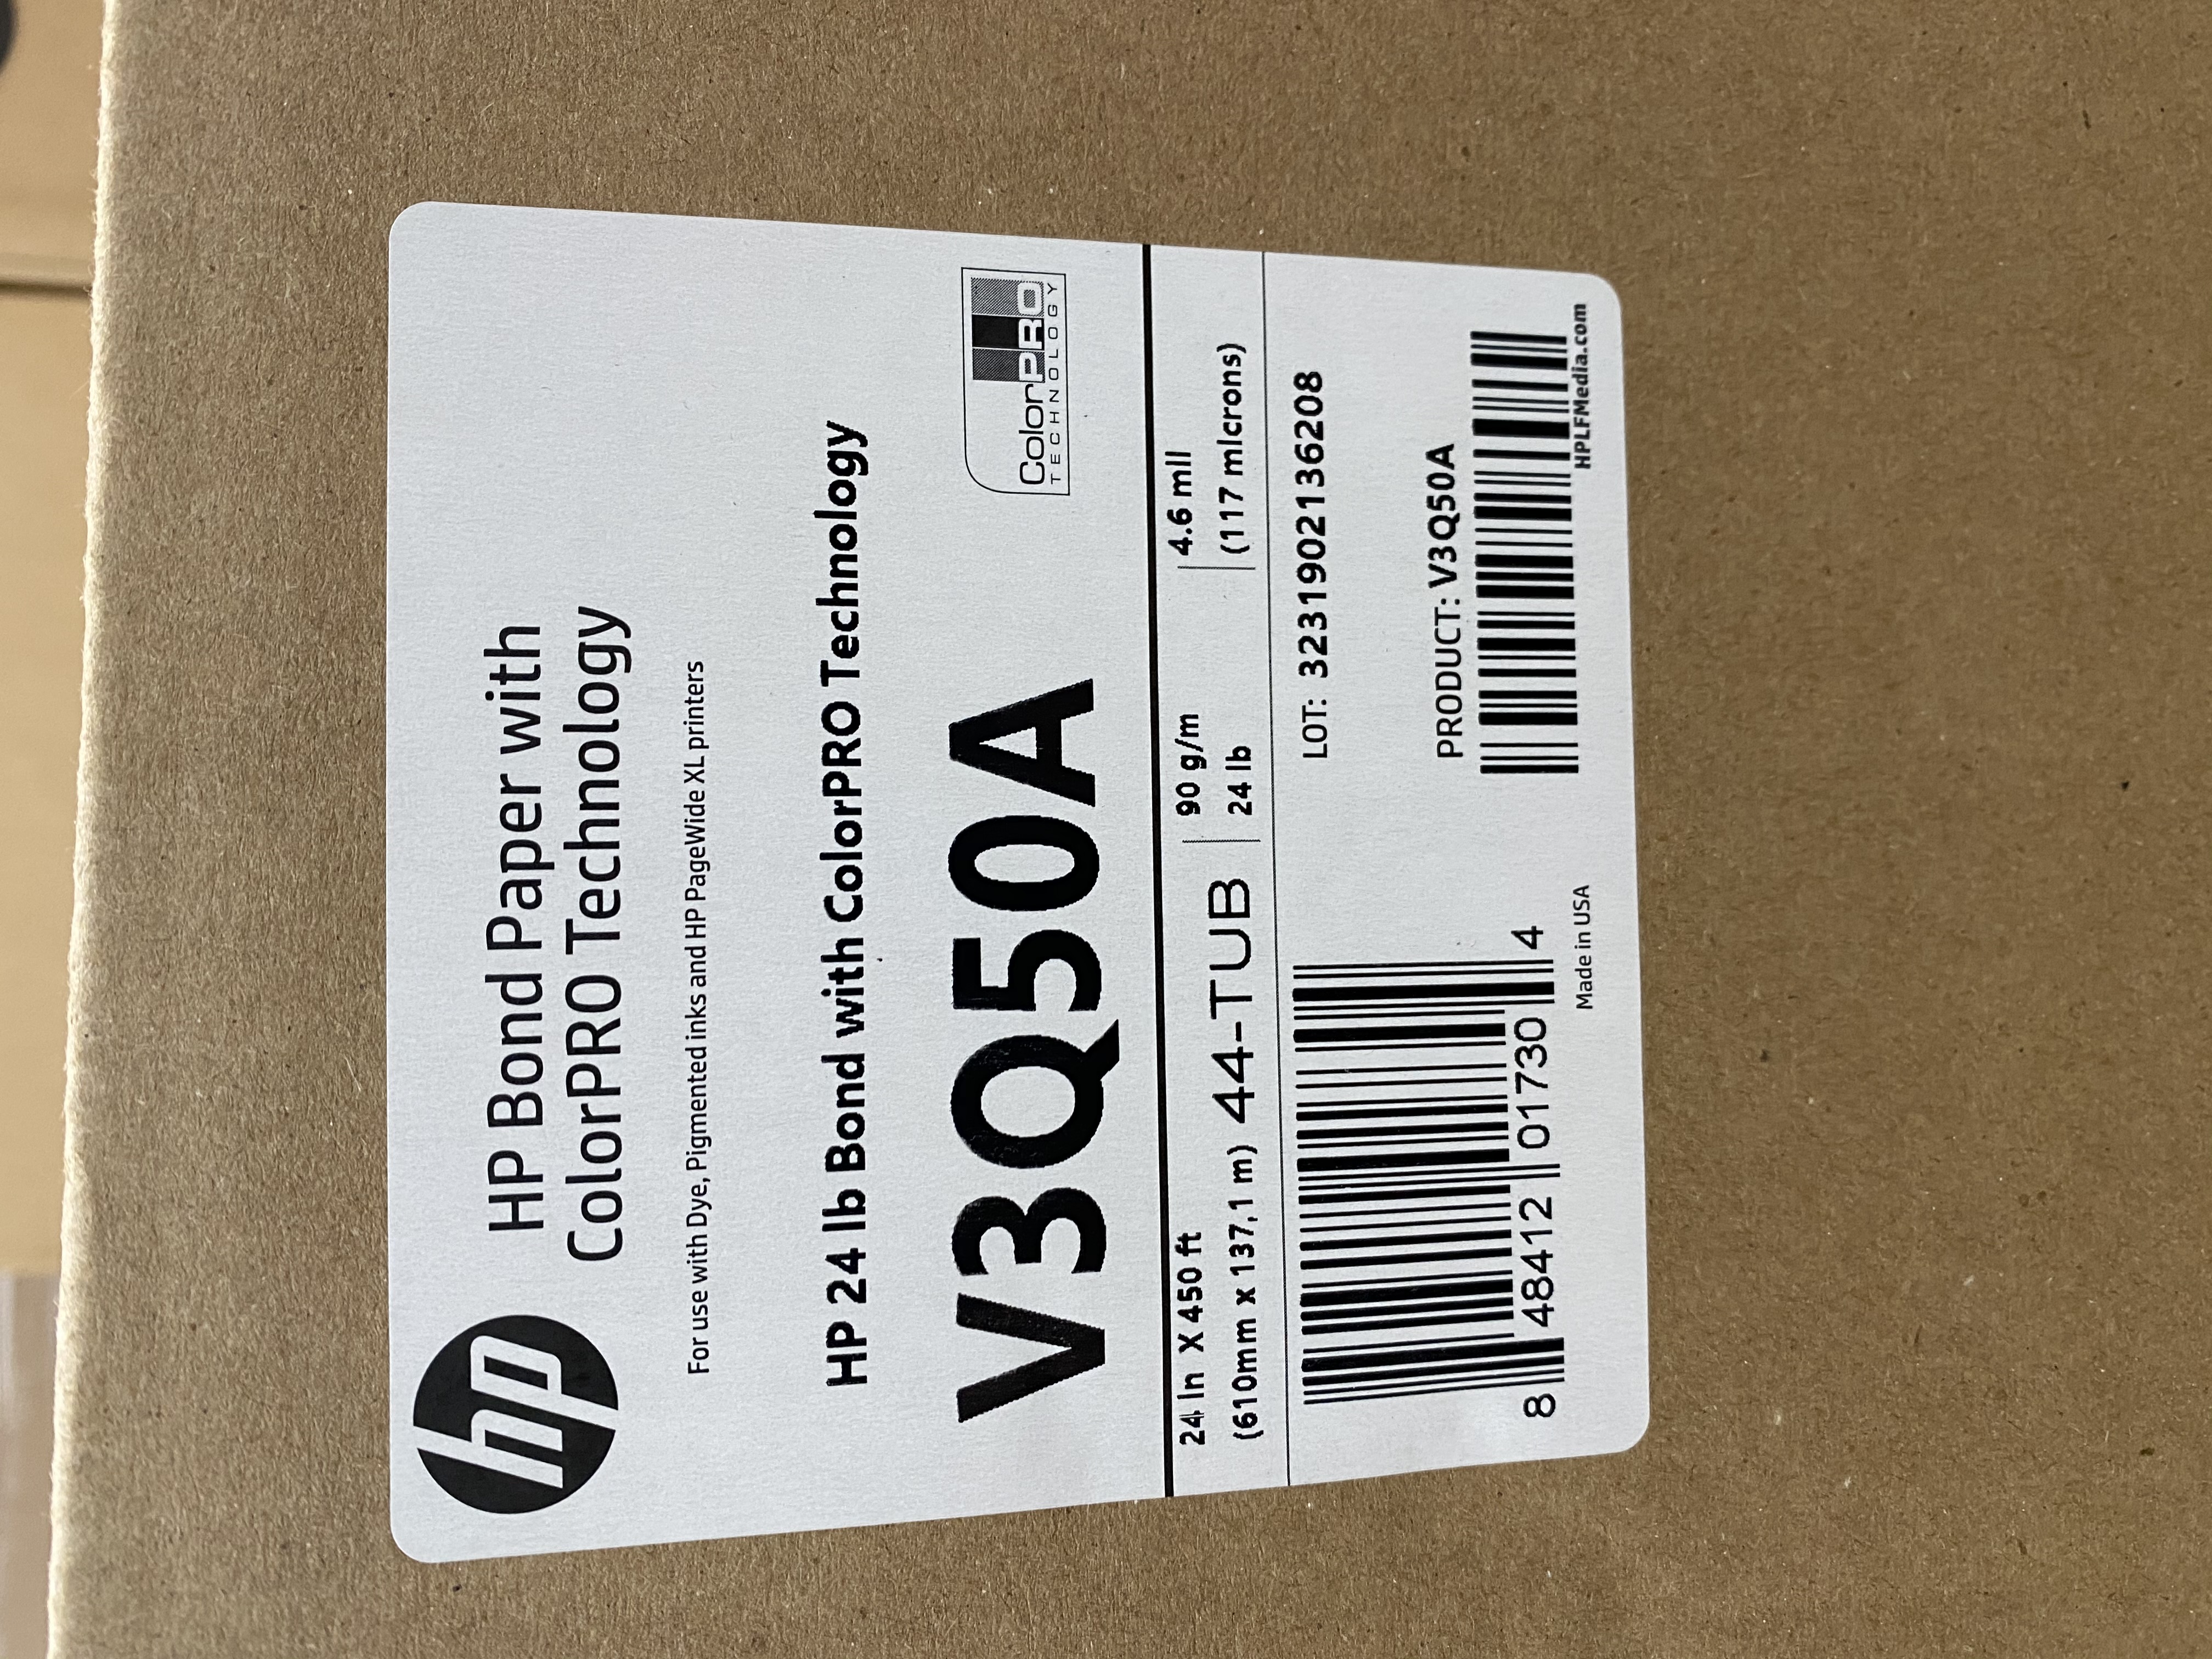 hp
HP Bond Paper with
ColorPRO Technology
For use with Dye, Pigmented inks and HP PageWide XL printers
HP 24 lb Bond with ColorPRO Technology
V3Q50A
ColorPRO
TECHNOLOGY
24 in X 450 ft
(610mm x 137,1 m) 44-TUB
90 g/m
24 lb
4.6 mil
(117 microns)
LOT: 3231902136208
PRODUCT: V3Q50A
8 48412 01730 4
Made in USA
HPLFMedia.com